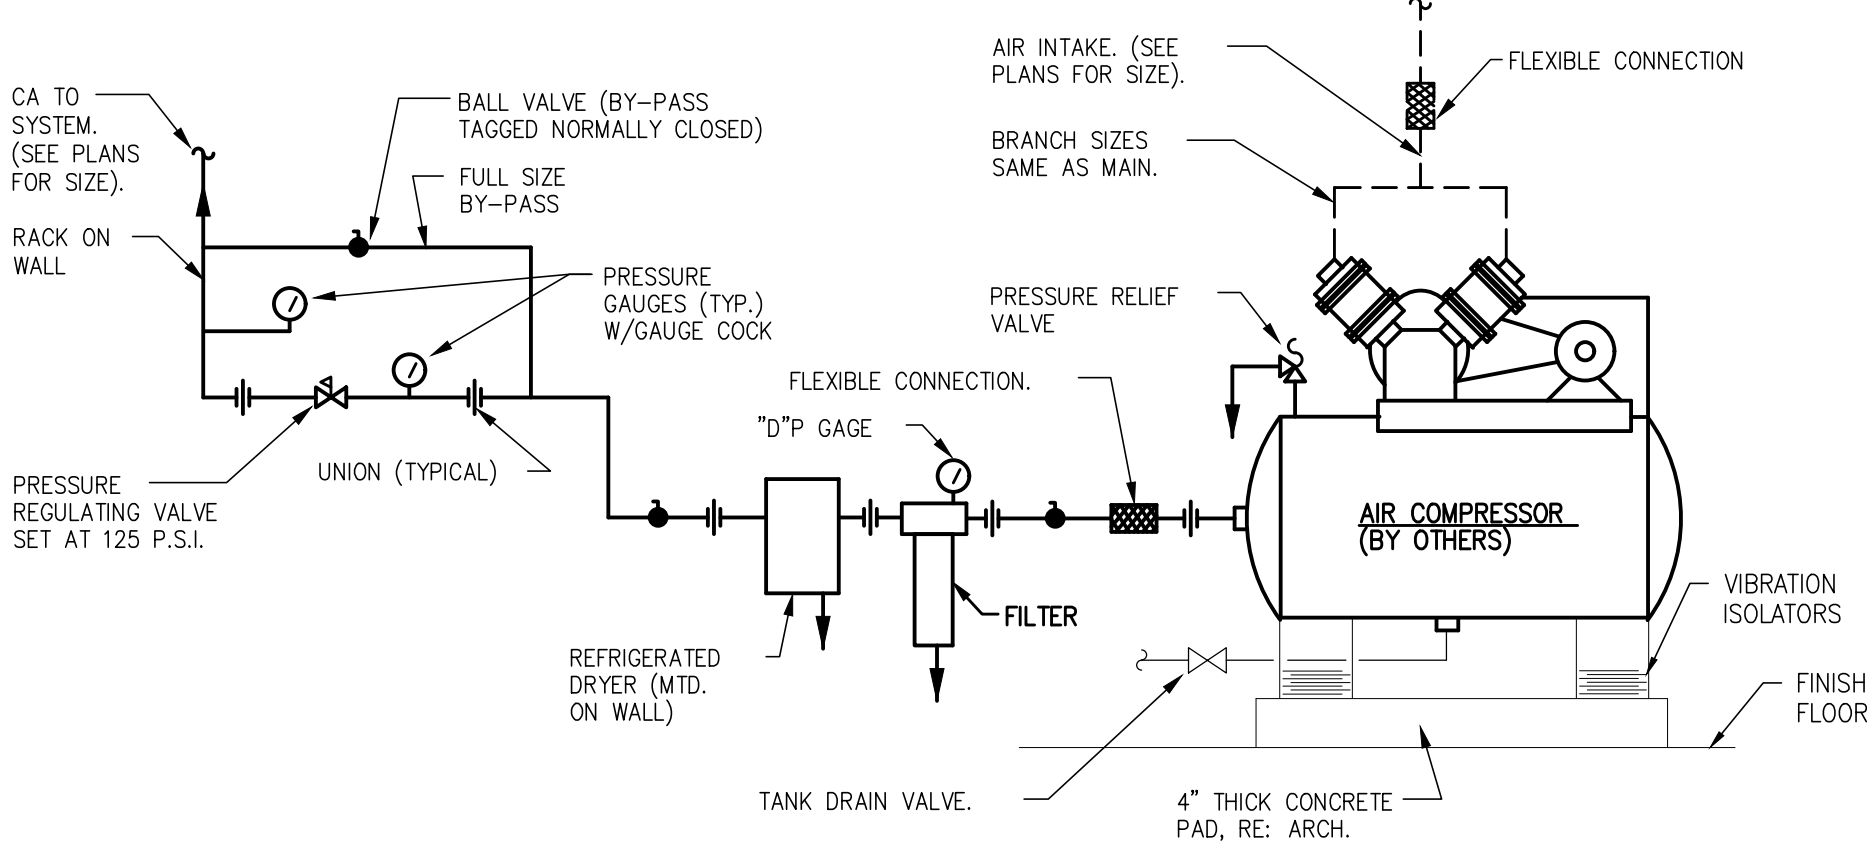 CA TO
SYSTEM.
(SEE PLANS
FOR SIZE).
RACK ON
WALL
BALL VALVE (BY-PASS
TAGGED NORMALLY CLOSED)
FULL SIZE
BY-PASS
PRESSURE
GAUGES (TYP.)
W/GAUGE COCK
PRESSURE
REGULATING VALVE
SET AT 125 P.S.I.
UNION (TYPICAL)
FLEXIBLE CONNECTION.
"D"P GAGE
REFRIGERATED
DRYER (MTD.
ON WALL)
FILTER
AIR INTAKE. (SEE
PLANS FOR SIZE).
FLEXIBLE CONNECTION
BRANCH SIZES
SAME AS MAIN.
PRESSURE RELIEF
VALVE
AIR COMPRESSOR
(BY OTHERS)
VIBRATION
ISOLATORS
FINISH
FLOOR
TANK DRAIN VALVE.
4" THICK CONCRETE
PAD, RE: ARCH.